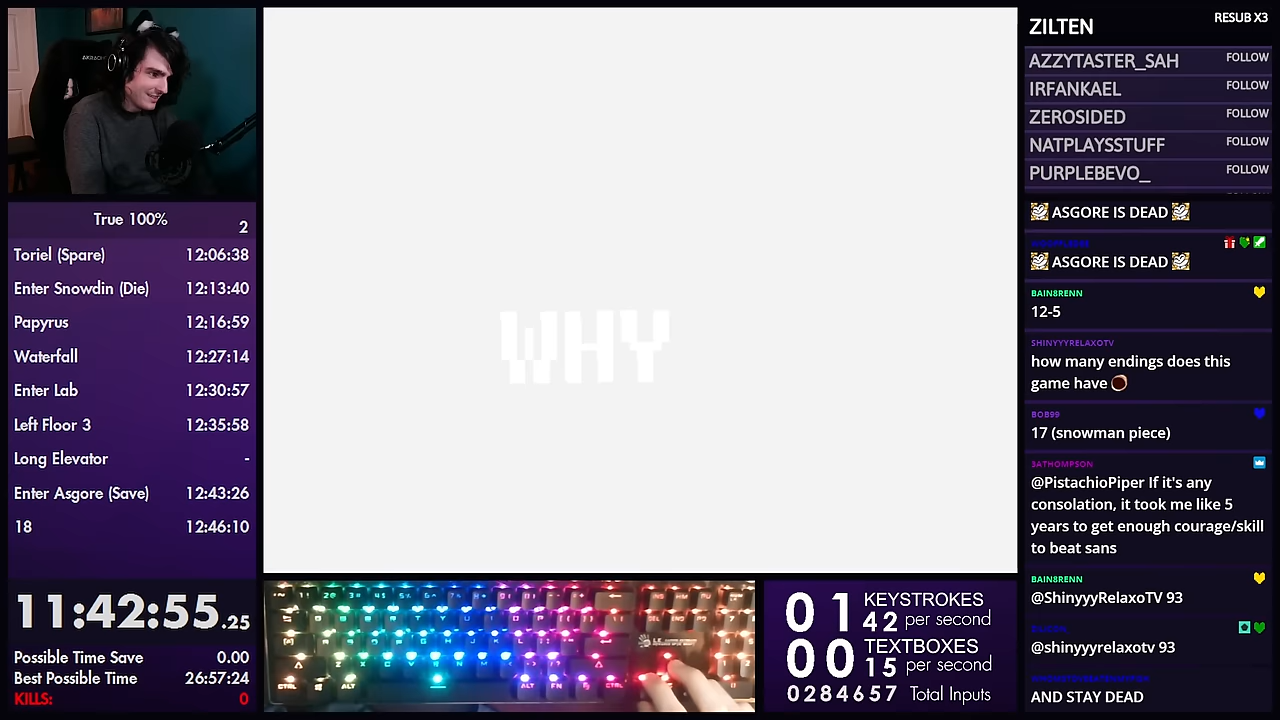 True 100%
2
Toriel (Spare) 12:06:38
Enter Snowdin (Die) 12:13:40
Papyrus 12:16:59
Waterfall 12:27:14
Enter Lab 12:30:57
Left Floor 3 12:35:58
Long Elevator -
Enter Asgore (Save) 12:43:26
18 12:46:10
11:42:55.25
Possible Time Save 0.00
Best Possible Time 26:57:24
KILLS: 0
WHY
01 KEYSTROKES
42 per second
00 TEXTBOXES
15 per second
0284657 Total Inputs
ZILTEN RESUB X3
AZZYTASTER_SAH FOLLOW
IRFANKAEL FOLLOW
ZEROSIDED FOLLOW
NATPLAYSSTUFF FOLLOW
PURPLEBEVO_ FOLLOW
ASGORE IS DEAD
ASGORE IS DEAD
BAIN8RENN
12-5
SHINYYYRELAXOTV
how many endings does this
game have
BOB99
17 (snowman piece)
3ATHOMPSON
@PistachioPiper If it's any
consolation, it took me like 5
years to get enough courage/skill
to beat sans
BAIN8RENN
@ShinyyyRelaxoTV 93
@shinyyyrelaxotv 93
AND STAY DEAD